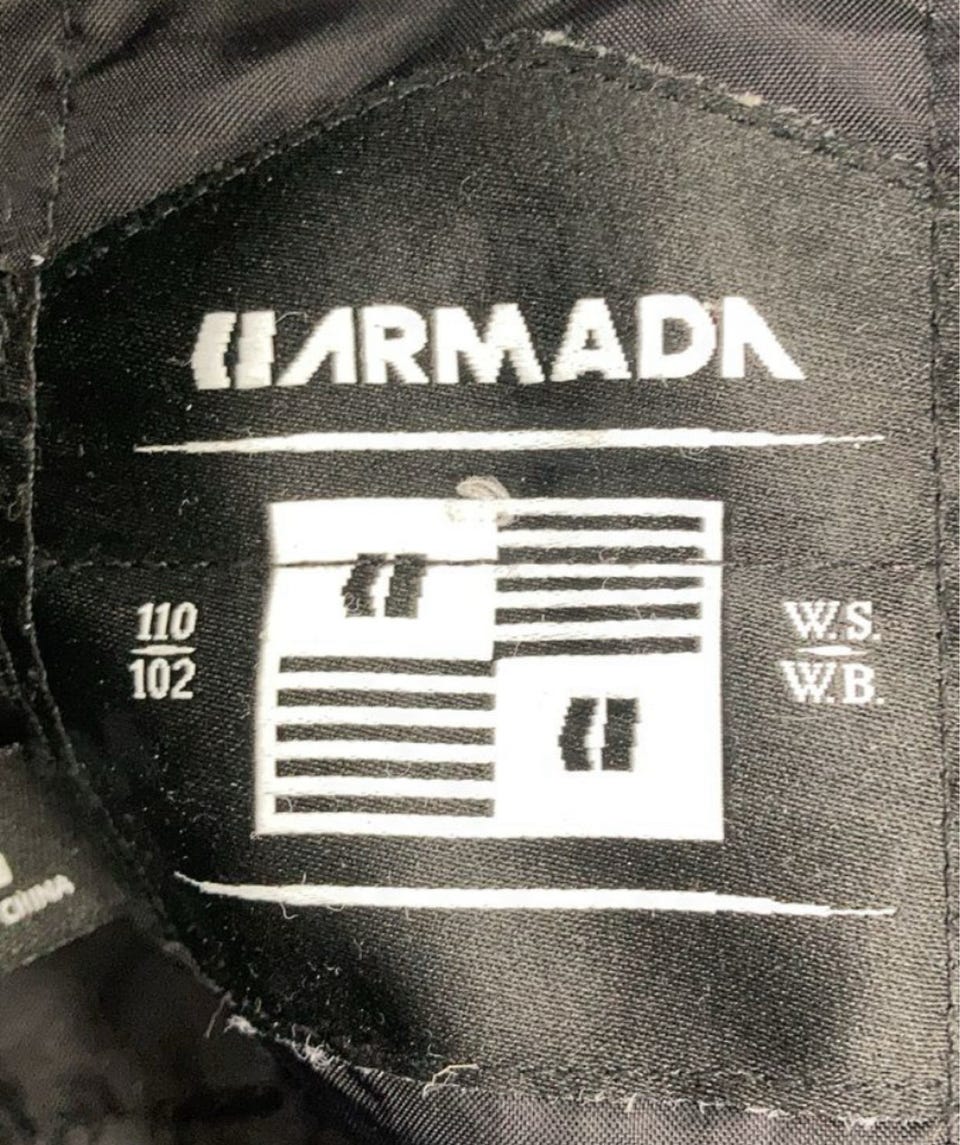 ARMADA
110
102
W.S.
W.B.
CHINA